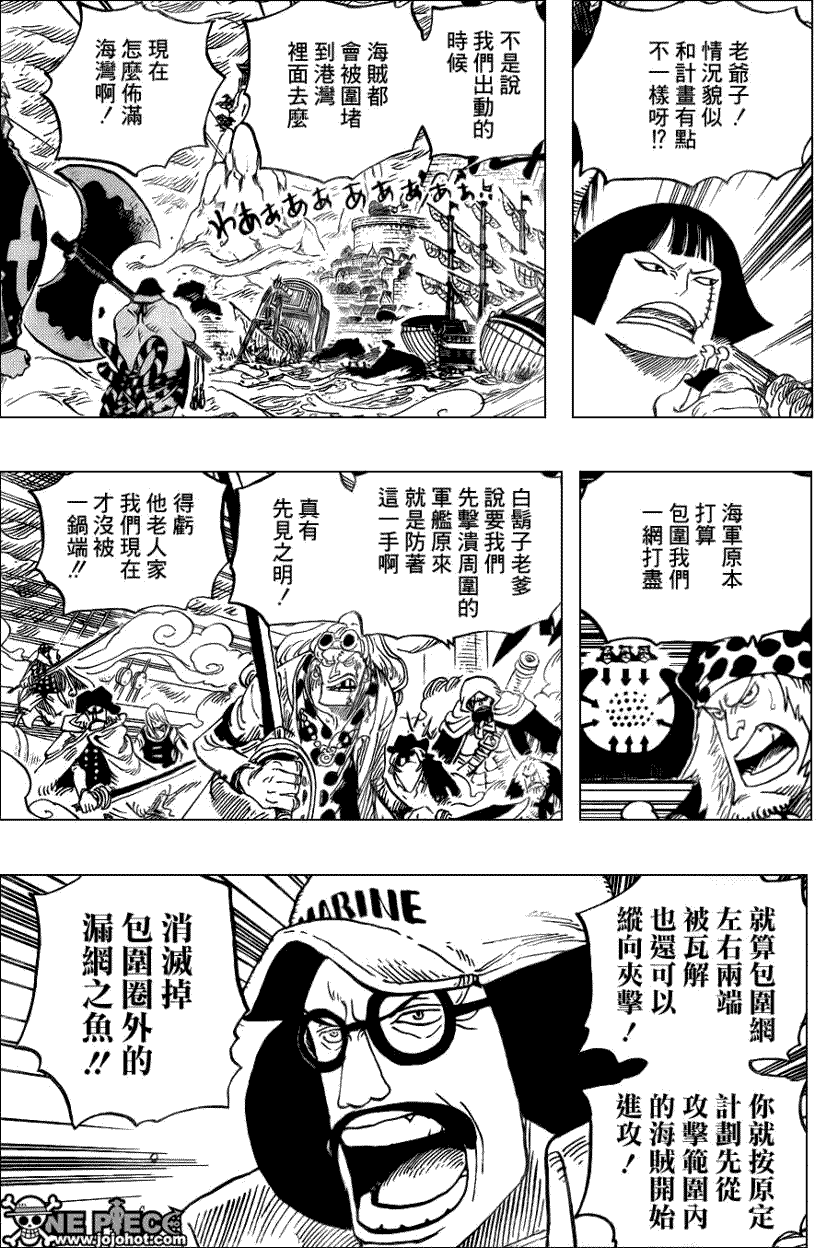 老爺子！
情況貌似
和計畫有點
不一樣呀!?
不是說
我們出動的
時候
海賊都
會被圍堵
到港灣
裡面去麼
現在
怎麼佈滿
海灣啊！
わあぁぁぁあぁあぁぁ!!
海軍原本
打算
包圍我們
一網打盡
白鬍子老爹
說要我們
先擊潰周圍的
軍艦原來
就是防著
這一手啊
真有
先見之明！
得虧
他老人家
我們現在
才沒被
一鍋端!!
就算包圍網
左右兩端
被瓦解
也還可以
縱向夾擊！
你就按原定
計劃先從
攻擊範圍內
的海賊開始
進攻！
MARINE
消滅掉
包圍圈外的
漏網之魚!!
ONE PIECE
www.jojohot.com